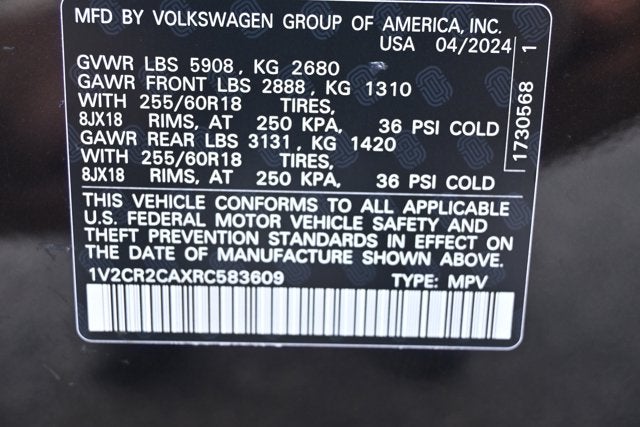 MFD BY VOLKSWAGEN GROUP OF AMERICA, INC.
USA 04/2024
GVWR LBS 5908, KG 2680
GAWR FRONT LBS 2888, KG 1310
WITH 255/60R18 TIRES,
8JX18 RIMS, AT 250 KPA, 36 PSI COLD
GAWR REAR LBS 3131, KG 1420
WITH 255/60R18 TIRES,
8JX18 RIMS, AT 250 KPA, 36 PSI COLD
THIS VEHICLE CONFORMS TO ALL APPLICABLE
U.S. FEDERAL MOTOR VEHICLE SAFETY AND
THEFT PREVENTION STANDARDS IN EFFECT ON
THE DATE OF MANUFACTURE SHOWN ABOVE.
1V2CR2CAXRC583609 TYPE: MPV
1730568 1